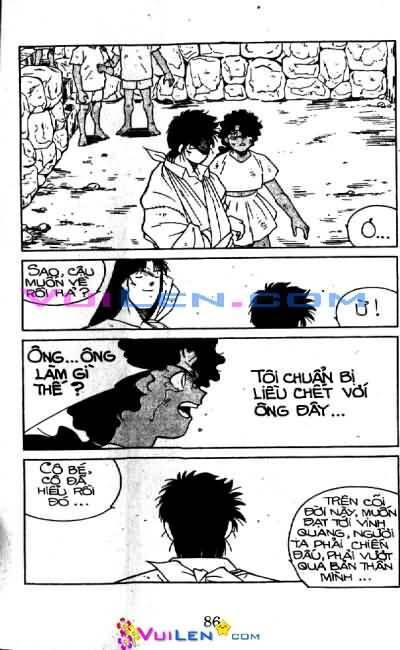 Ơ...
SAO, CẬU
MUỐN VỀ
RỒI HẢ?
Ừ!
VUILEN.COM
ÔNG...ÔNG
LÀM GÌ
THẾ?
TÔI CHUẨN BỊ
LIỀU CHẾT VỚI
ÔNG ĐẤY...
CÔ BÉ,
CÔ ĐÃ
HIỂU RỒI
ĐÓ...
TRÊN CÕI
ĐỜI NÀY, MUỐN
ĐẠT TỚI VINH
QUANG, NGƯỜI
TA PHẢI CHIẾN
ĐẤU, PHẢI VƯỢT
QUA BẢN THÂN
MÌNH...
86
VUILEN.COM